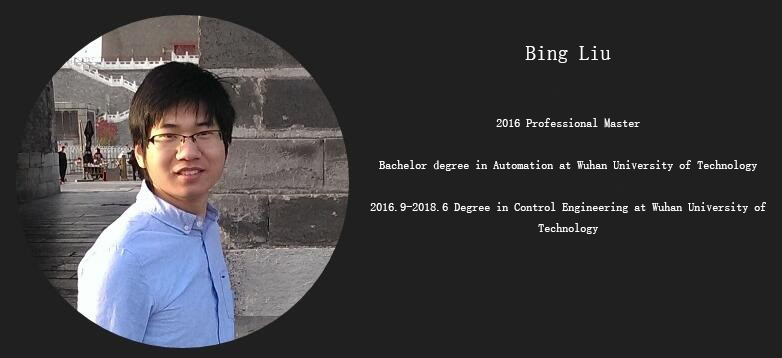 Bing Liu
2016 Professional Master
Bachelor degree in Automation at Wuhan University of Technology
2016.9-2018.6 Degree in Control Engineering at Wuhan University of
Technology